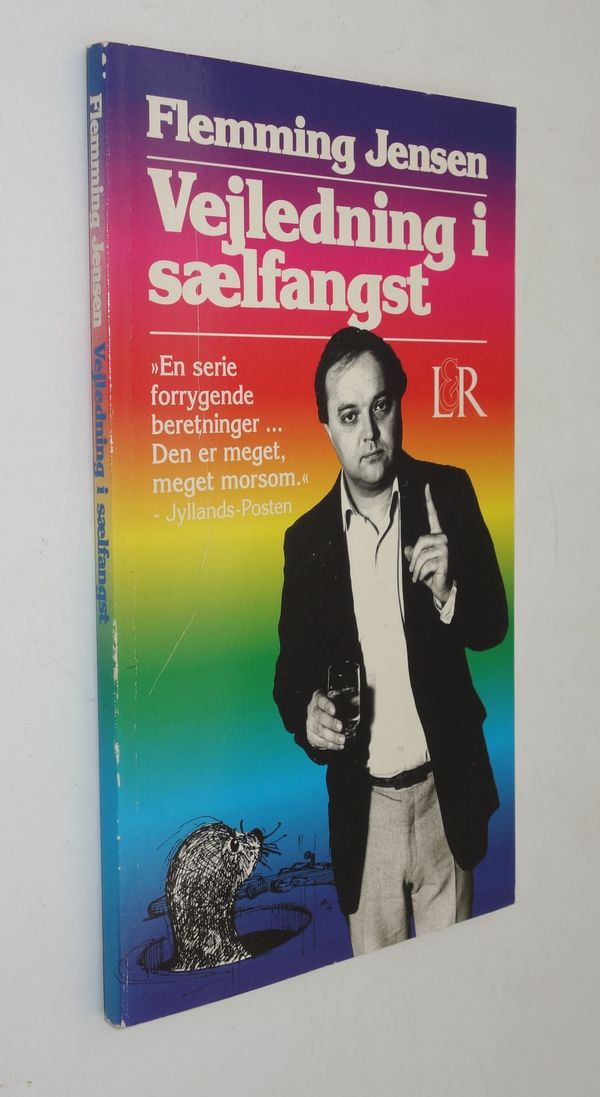 Flemming Jensen
Vejledning i
sælfangst
»En serie
forrygende
beretninger ...
Den er meget,
meget morsom.«
- Jyllands-Posten
L&R
Flemming Jensen Vejledning i sælfangst